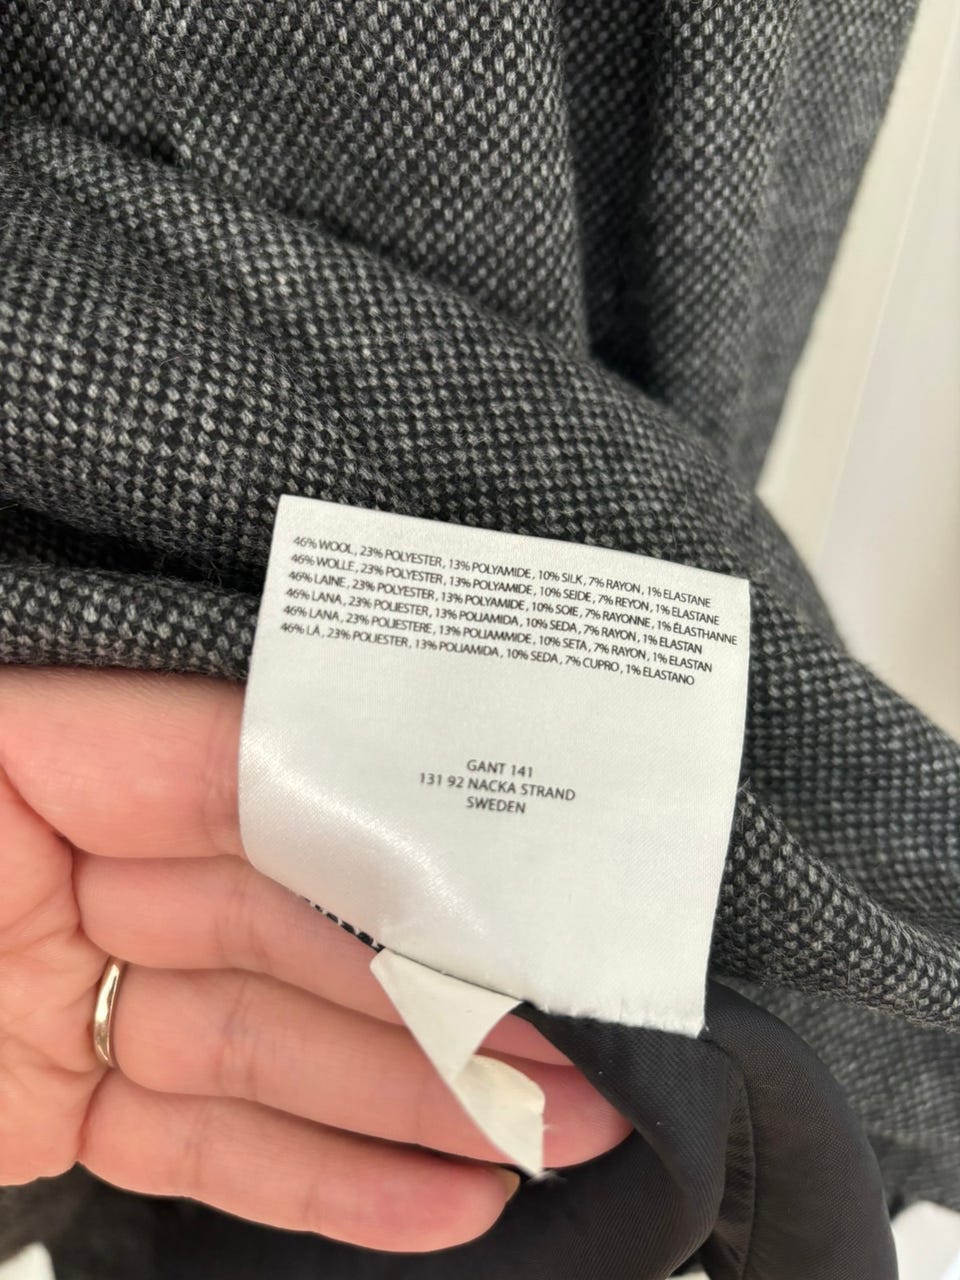 46% WOOL, 23% POLYESTER, 13% POLYAMIDE, 10% SILK, 7% RAYON, 1% ELASTANE
46% WOLLE, 23% POLYESTER, 13% POLYAMIDE, 10% SEIDE, 7% REYON, 1% ELASTANE
46% LAINE, 23% POLYESTER, 13% POLYAMIDE, 10% SOIE, 7% RAYONNE, 1% ÉLASTHANNE
46% LANA, 23% POLIESTER, 13% POLIAMIDA, 10% SEDA, 7% RAYON, 1% ELASTAN
46% LANA, 23% POLIESTERE, 13% POLIAMMIDE, 10% SETA, 7% RAYON, 1% ELASTAN
46% LÃ, 23% POLIESTER, 13% POLIAMIDA, 10% SEDA, 7% CUPRO, 1% ELASTANO
GANT 141
131 92 NACKA STRAND
SWEDEN